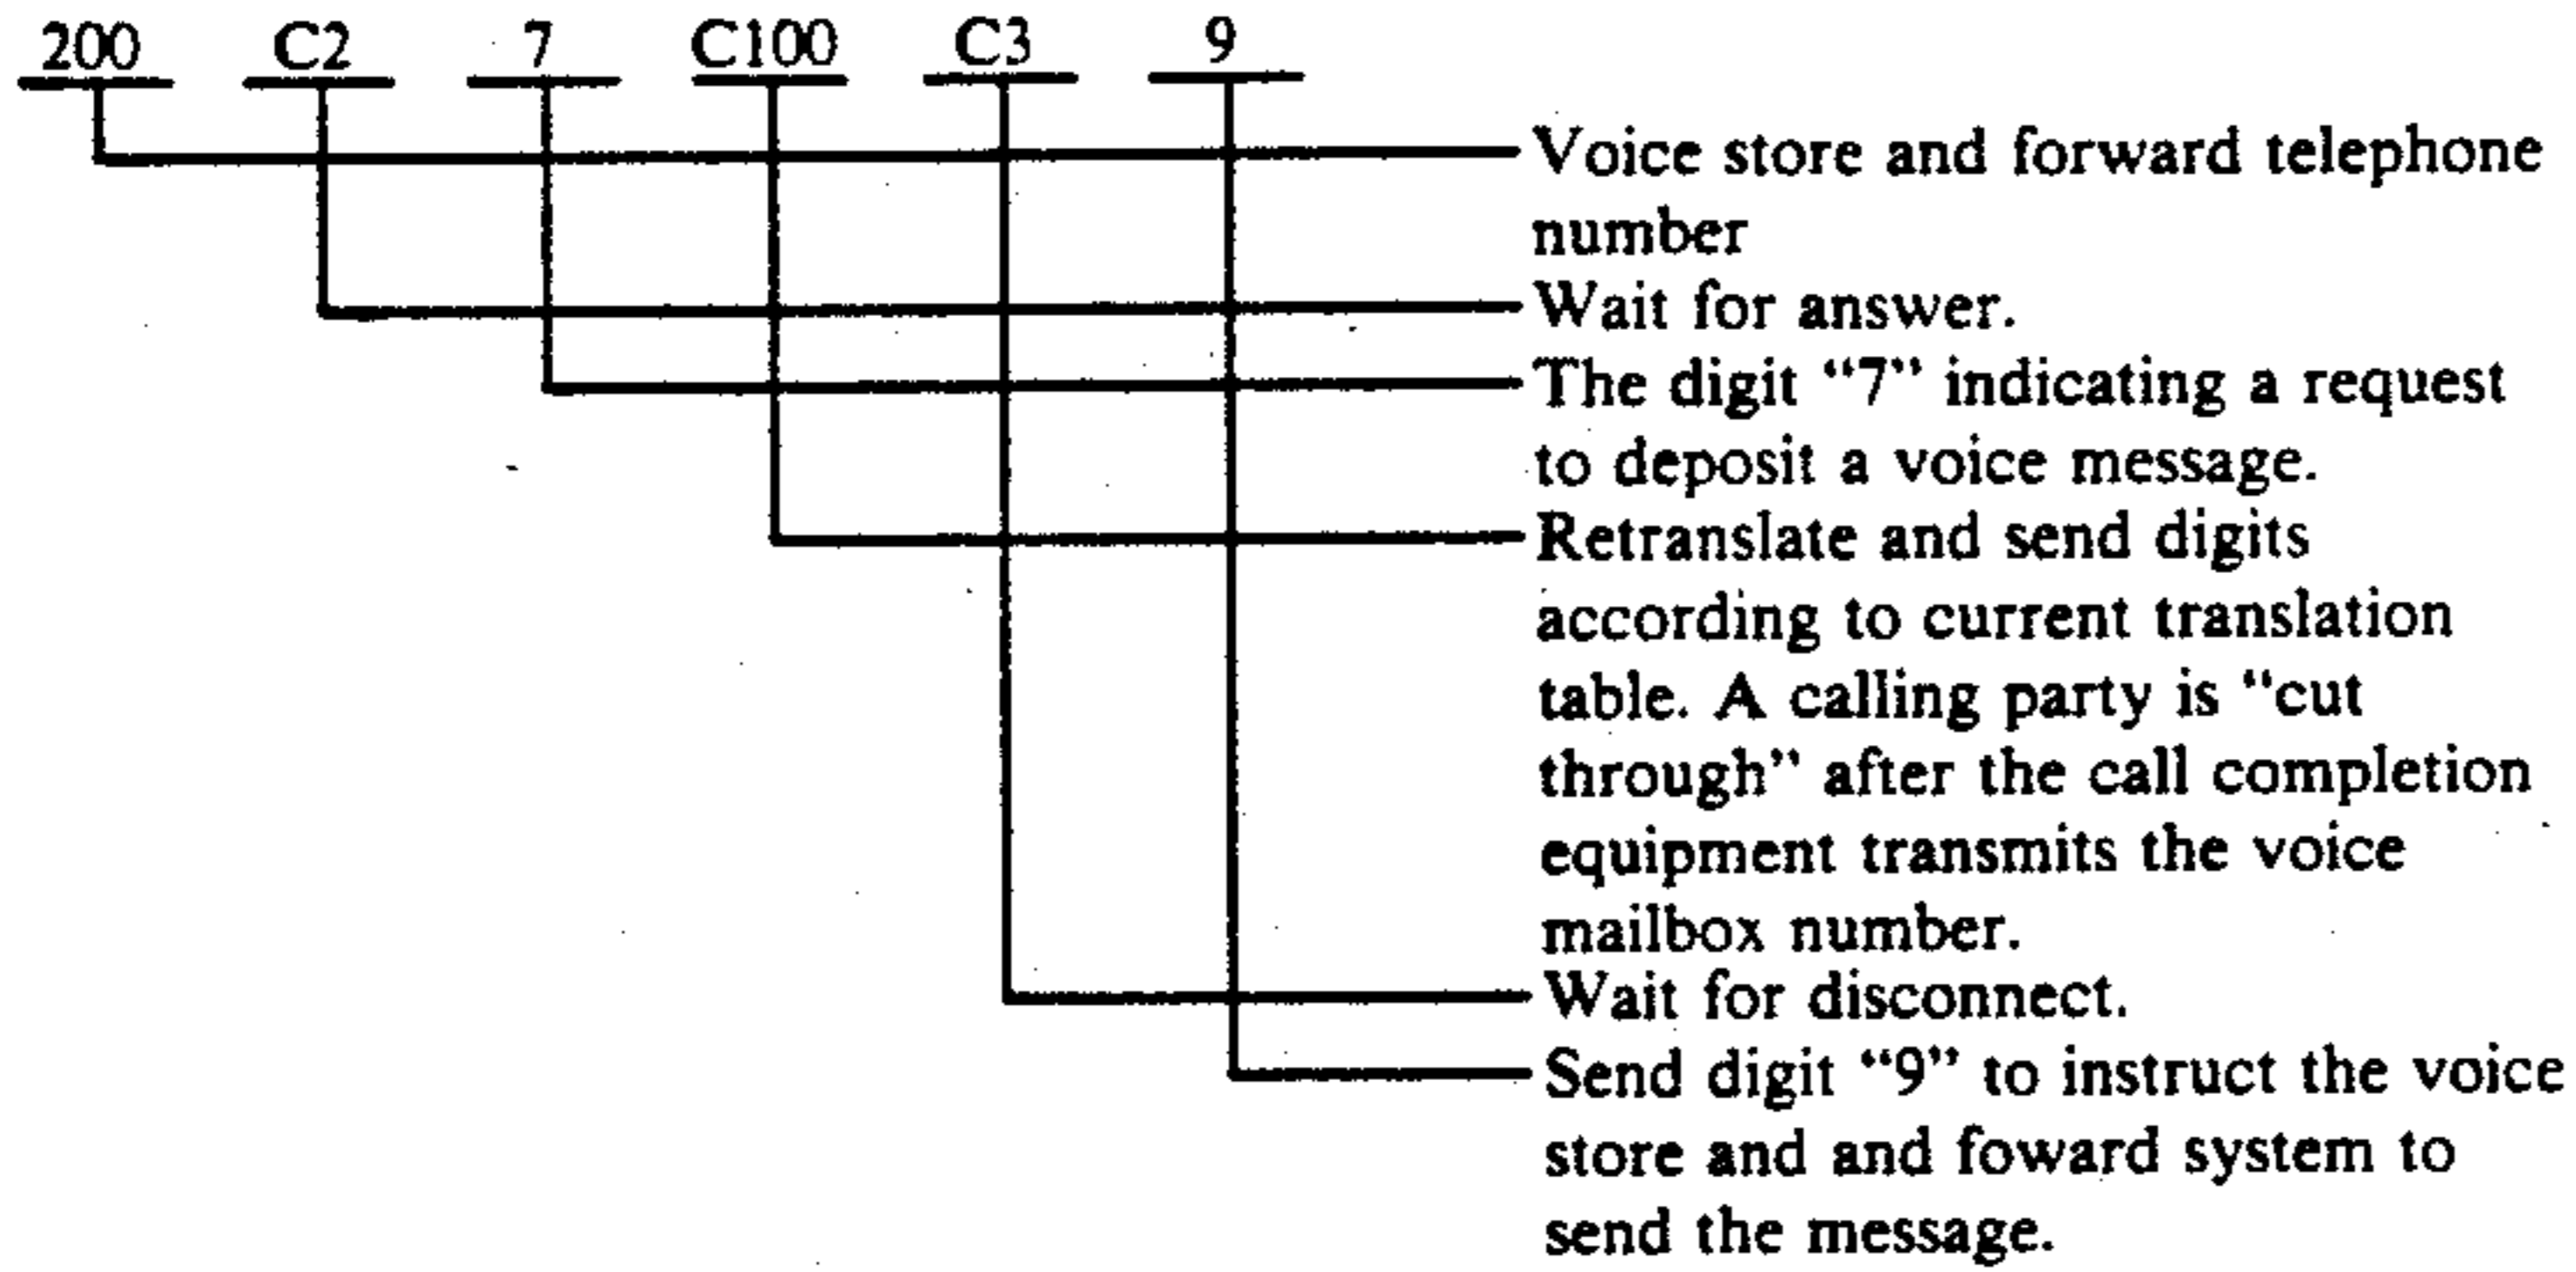 200 C2 7 C100 C3 9
Voice store and forward telephone
number
Wait for answer.
The digit “7” indicating a request
to deposit a voice message.
Retranslate and send digits
according to current translation
table. A calling party is “cut
through” after the call completion
equipment transmits the voice
mailbox number.
Wait for disconnect.
Send digit “9” to instruct the voice
store and and foward system to
send the message.